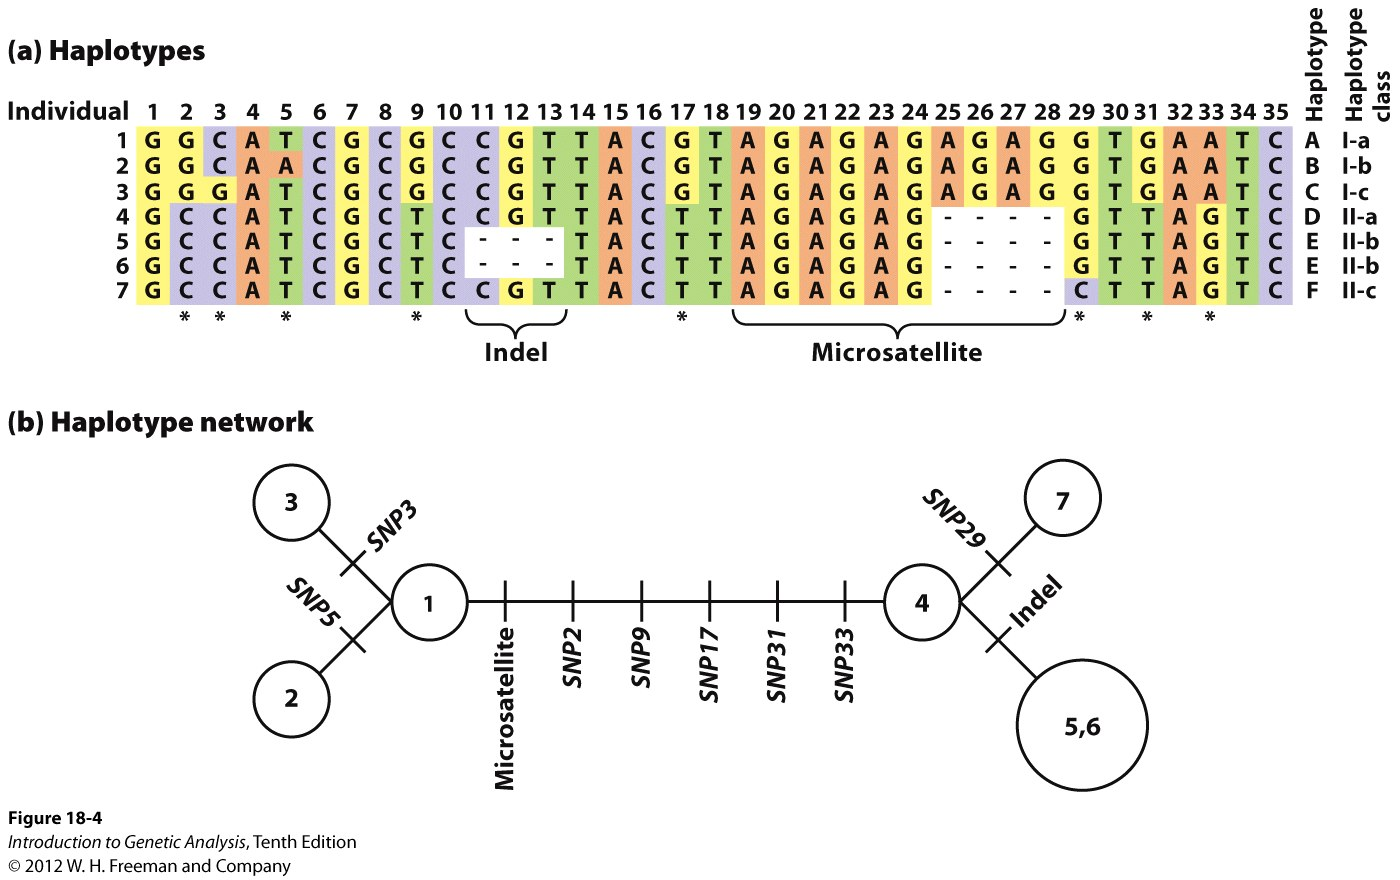 (a) Haplotypes
Haplotype
Haplotype class
Individual 1 2 3 4 5 6 7 8 9 10 11 12 13 14 15 16 17 18 19 20 21 22 23 24 25 26 27 28 29 30 31 32 33 34 35
1 G G C A T C G C G C C G T T A C G T A G A G A G A G A G G T G A A T C A I-a
2 G G C A A C G C G C C G T T A C G T A G A G A G A G A G G T G A A T C B I-b
3 G G G A T C G C G C C G T T A C G T A G A G A G A G A G G T G A A T C C I-c
4 G C C A T C G C T C C G T T A C T T A G A G A G - - - - G T T A G T C D II-a
5 G C C A T C G C T C - - - T A C T T A G A G A G - - - - G T T A G T C E II-b
6 G C C A T C G C T C - - - T A C T T A G A G A G - - - - G T T A G T C E II-b
7 G C C A T C G C T C C G T T A C T T A G A G A G - - - - C T T A G T C F II-c
* * * * * * * *
Indel
Microsatellite
(b) Haplotype network
3
SNP3
SNP5
1
2
Microsatellite
SNP2
SNP9
SNP17
SNP31
SNP33
4
SNP29
7
Indel
5,6
Figure 18-4
Introduction to Genetic Analysis, Tenth Edition
© 2012 W. H. Freeman and Company